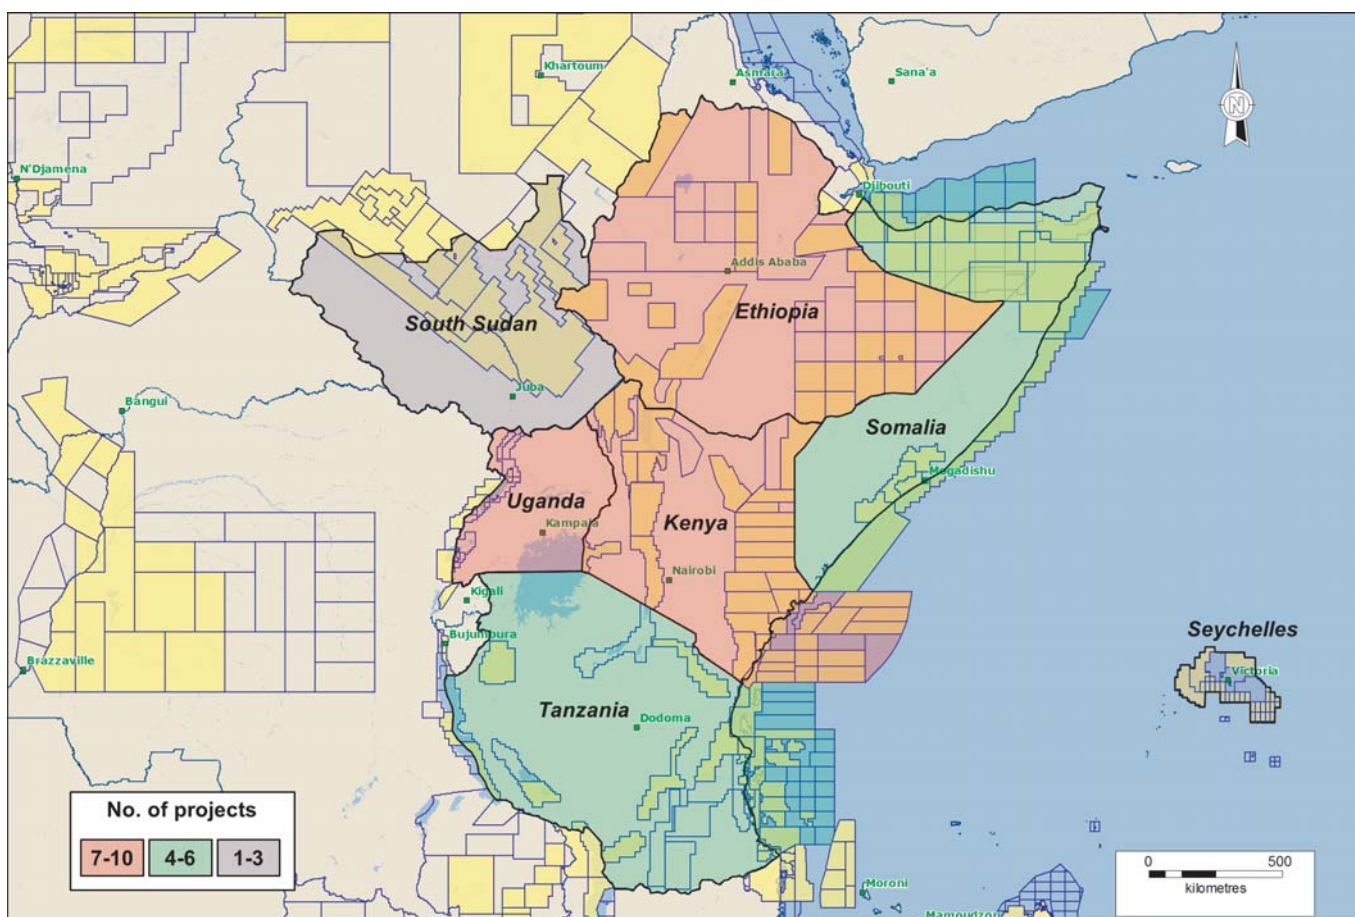 Khartoum
Asmara
Sana'a
N
N'Djamena
Djibouti
Addis Ababa
Ethiopia
South Sudan
Juba
Bangui
Somalia
Mogadishu
Uganda
Kampala
Kenya
Nairobi
Kigali
Bujumbura
Brazzaville
Seychelles
Victoria
Tanzania
Dodoma
No. of projects
7-10 4-6 1-3
0 500
kilometres
Moroni
Mamoudzou